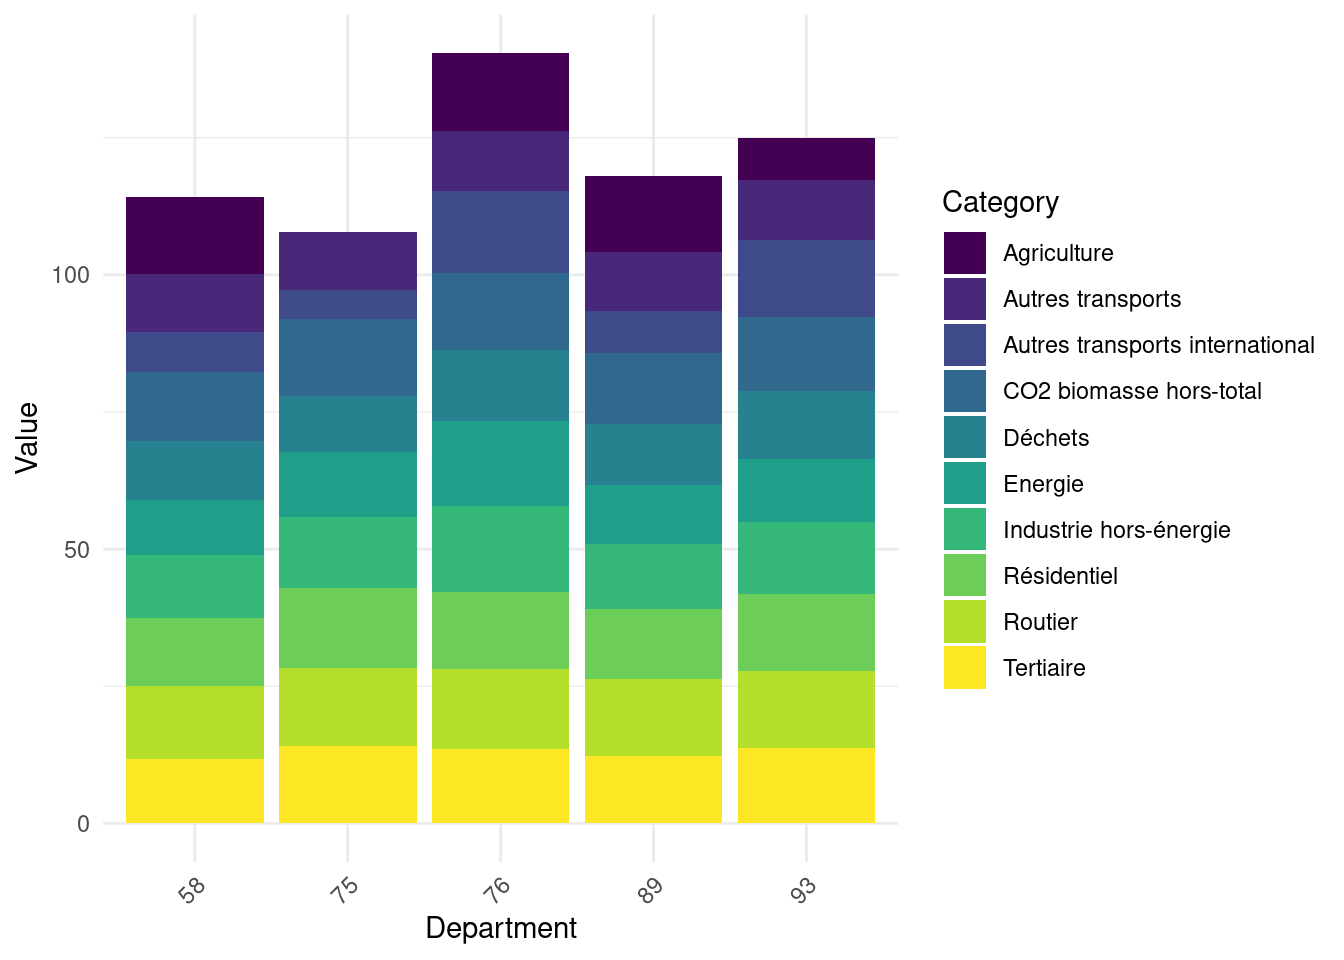 Value
100
50
0
58
75
76
89
93
Department
Category
Agriculture
Autres transports
Autres transports international
CO2 biomasse hors-total
Déchets
Energie
Industrie hors-énergie
Résidentiel
Routier
Tertiaire